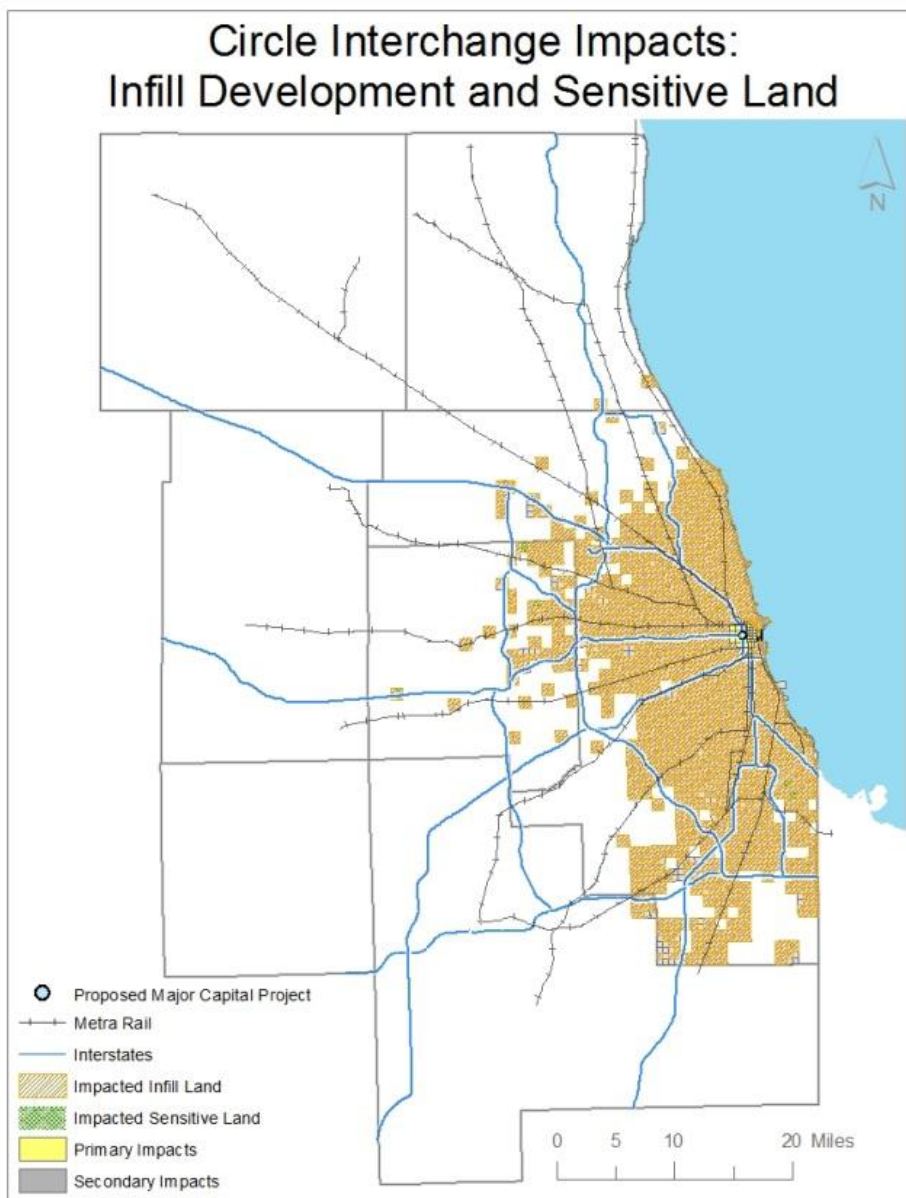 Circle Interchange Impacts:
Infill Development and Sensitive Land
N
Proposed Major Capital Project
Metra Rail
Interstates
Impacted Infill Land
Impacted Sensitive Land
Primary Impacts
Secondary Impacts
0 5 10 20 Miles